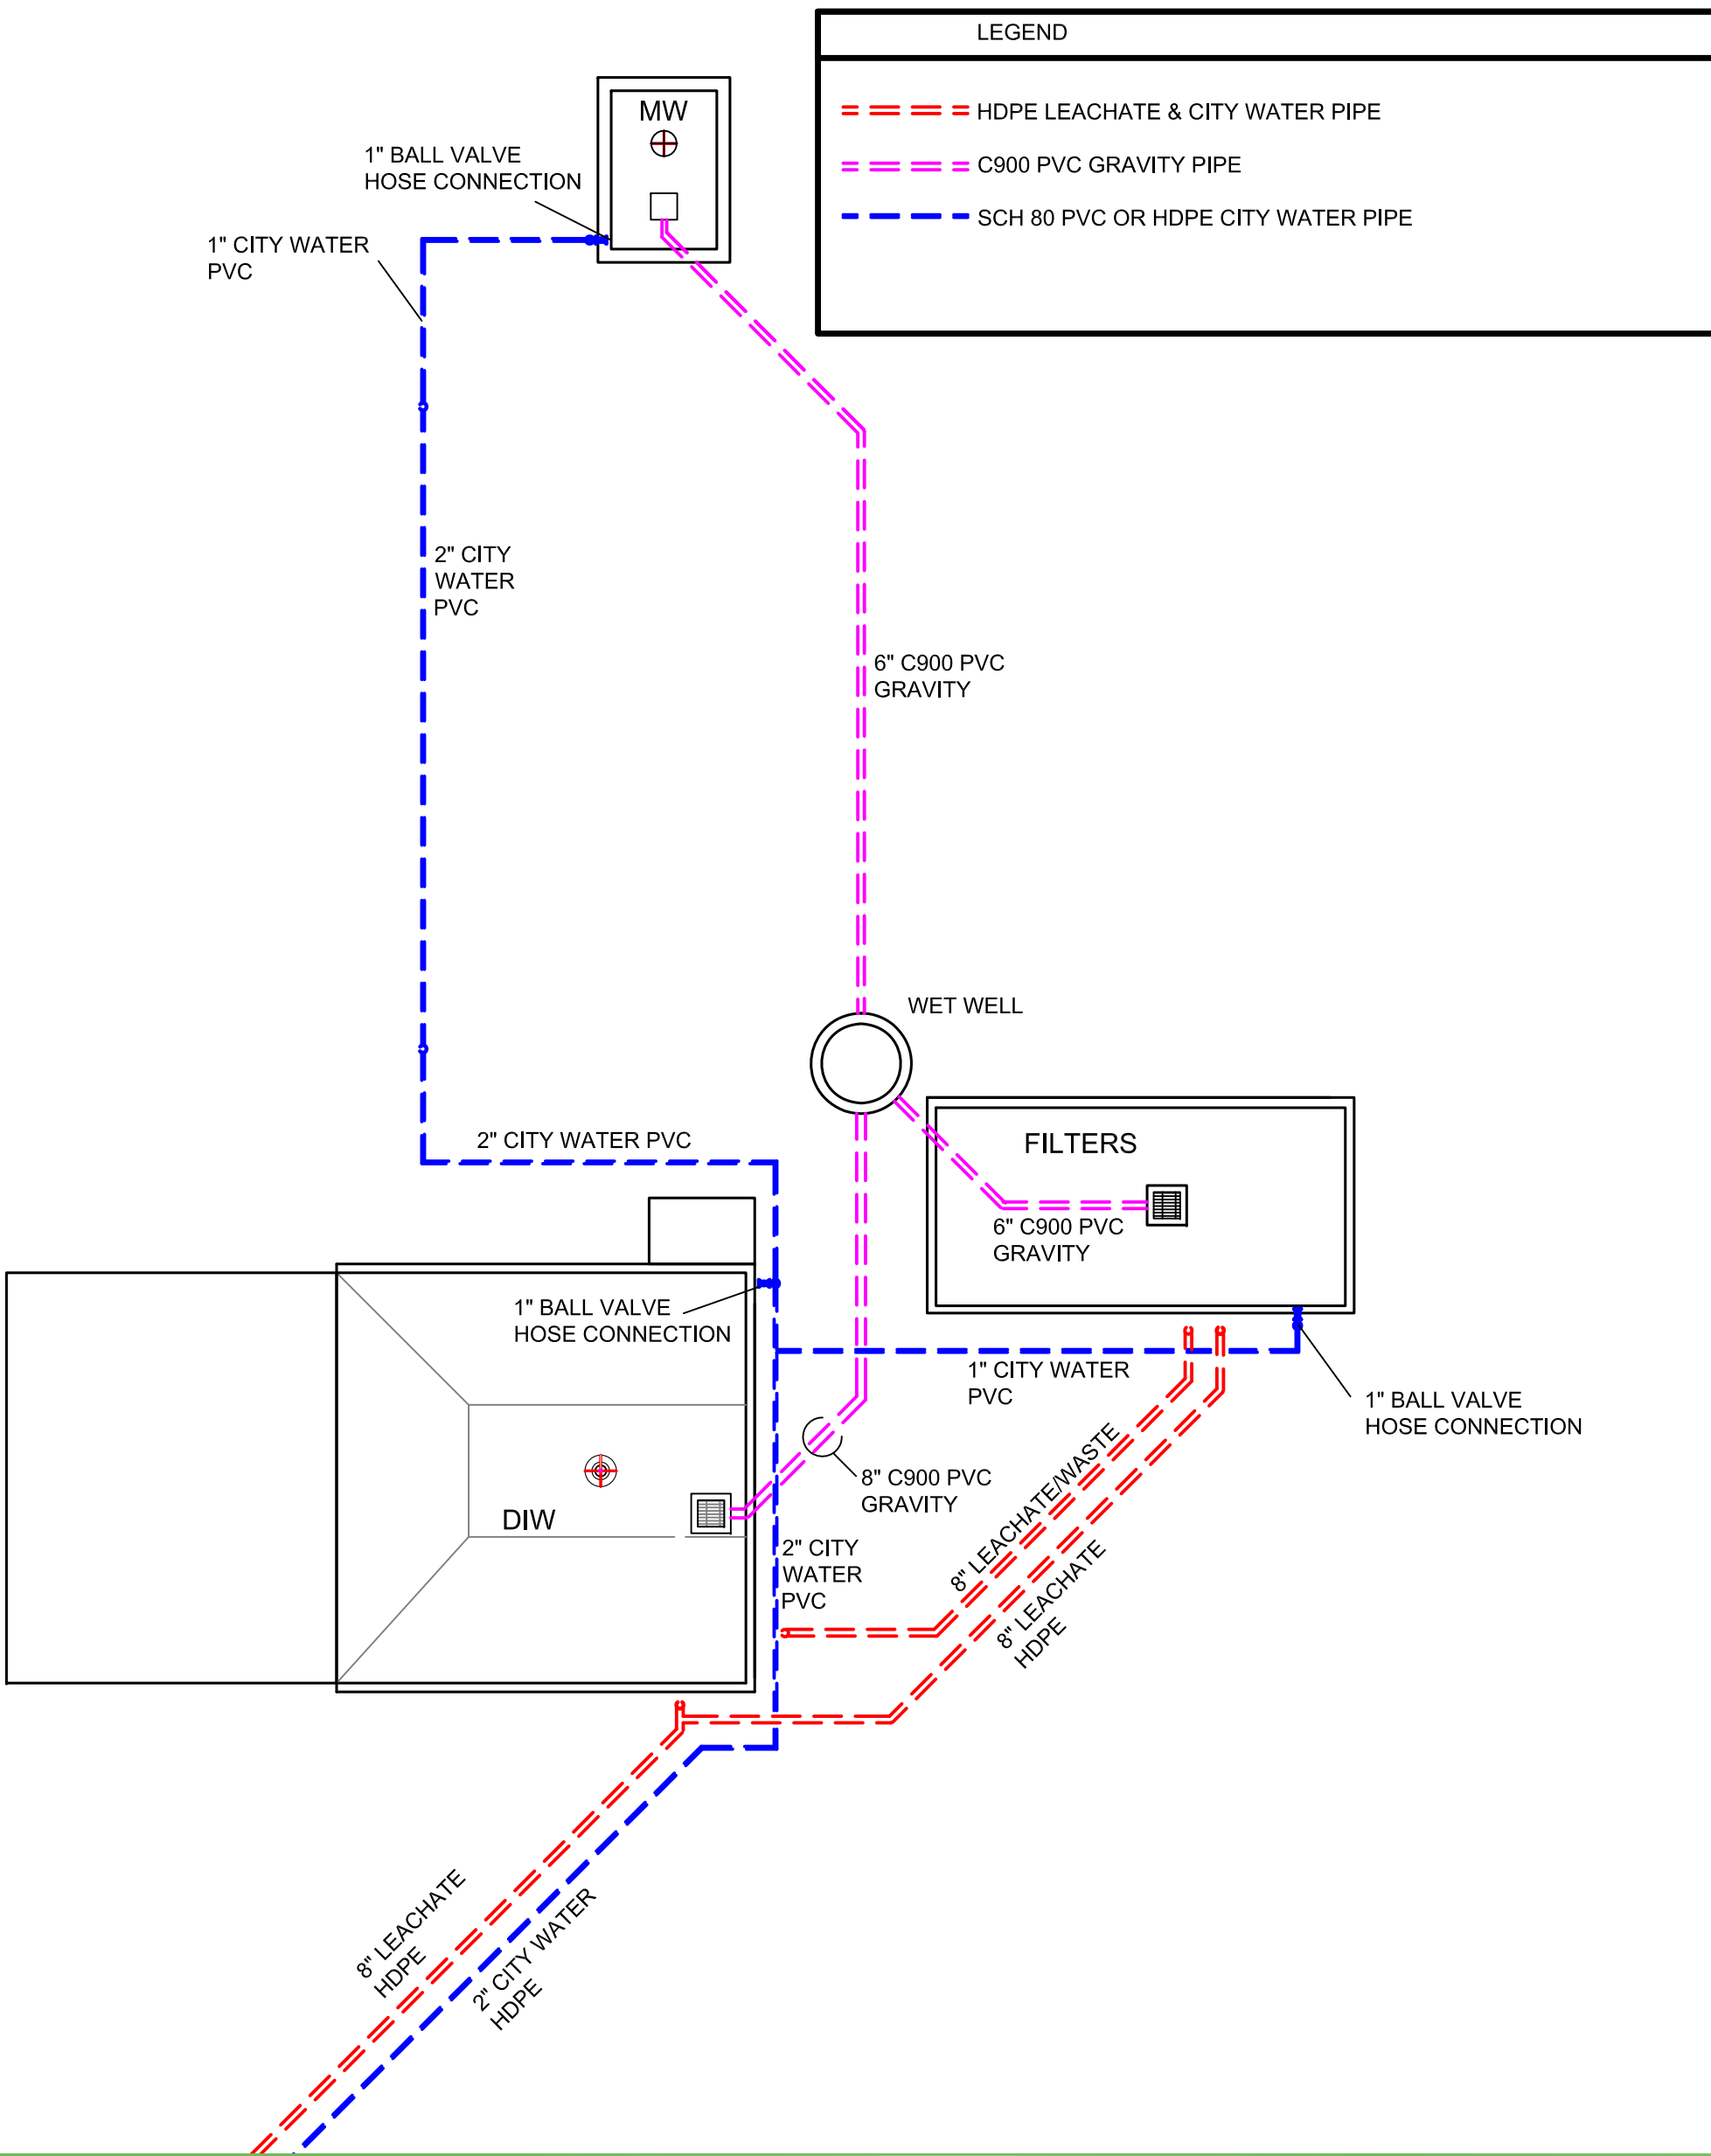 LEGEND
HDPE LEACHATE & CITY WATER PIPE
C900 PVC GRAVITY PIPE
SCH 80 PVC OR HDPE CITY WATER PIPE
MW
1" BALL VALVE
HOSE CONNECTION
1" CITY WATER
PVC
2" CITY
WATER
PVC
6" C900 PVC
GRAVITY
WET WELL
FILTERS
2" CITY WATER PVC
6" C900 PVC
GRAVITY
1" BALL VALVE
HOSE CONNECTION
1" CITY WATER
PVC
1" BALL VALVE
HOSE CONNECTION
8" C900 PVC
GRAVITY
DIW
2" CITY
WATER
PVC
8" LEACHATE/WASTE
8" LEACHATE
HDPE
8" LEACHATE
HDPE
2" CITY WATER
HDPE